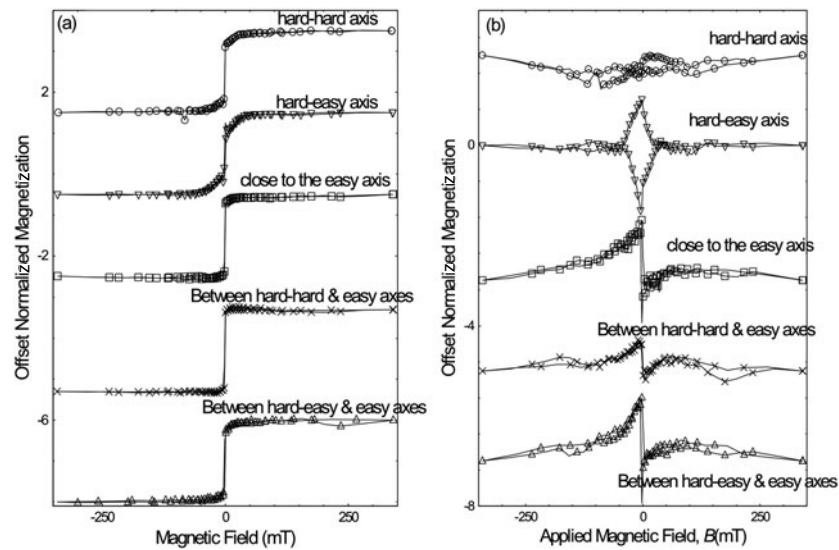 (a)
hard-hard axis
2
hard-easy axis
close to the easy axis
-2
Between hard-hard & easy axes
Between hard-easy & easy axes
-6
-250
0
250
Magnetic Field (mT)
Offset Normalized Magnetization
(b)
hard-hard axis
hard-easy axis
0
close to the easy axis
-4
Between hard-hard & easy axes
Between hard-easy & easy axes
-8
-250
0
250
Applied Magnetic Field, B(mT)
Offset Normalized Magnetization